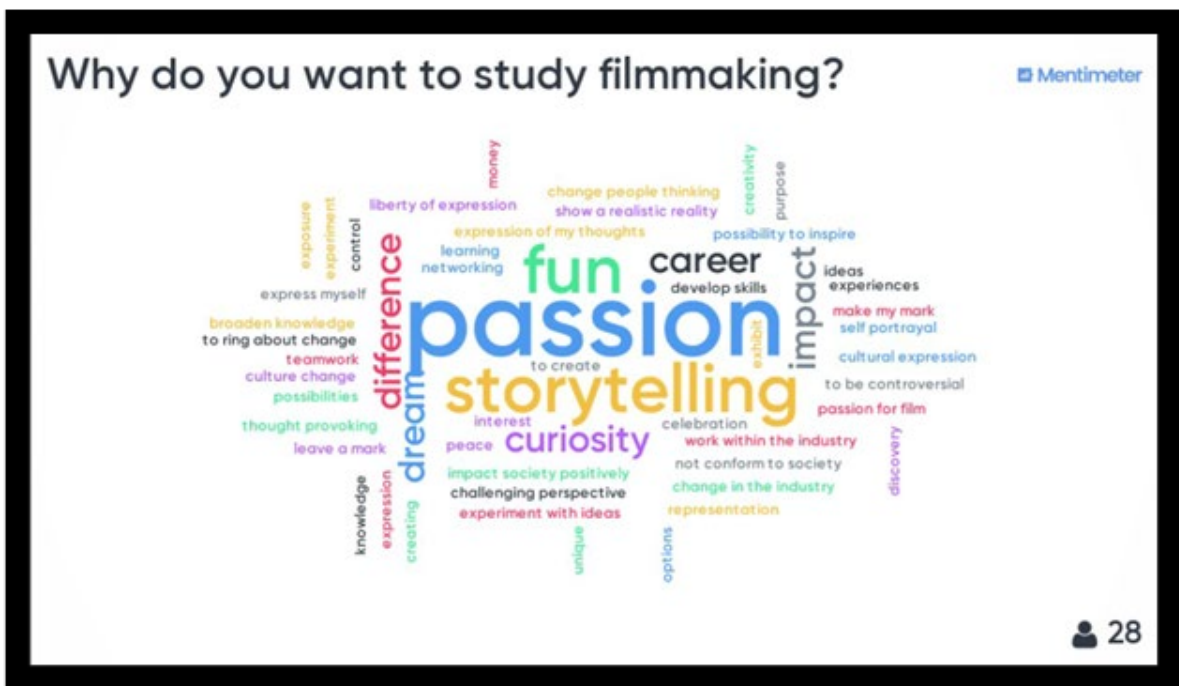 Why do you want to study filmmaking?
Mentimeter
money
creativity
purpose
change people thinking
liberty of expression
show a realistic reality
exposure
experiment
control
expression of my thoughts
possibility to inspire
difference
learning
networking
fun
career
impact
ideas
develop skills
experiences
express myself
passion
make my mark
broaden knowledge
exhibit
self portrayal
to ring about change
teamwork
cultural expression
to create
culture change
dream
storytelling
to be controversial
possibilities
passion for film
thought provoking
interest
celebration
leave a mark
peace
curiosity
work within the industry
discovery
not conform to society
impact society positively
knowledge
expression
creating
challenging perspective
change in the industry
experiment with ideas
representation
unique
options
28